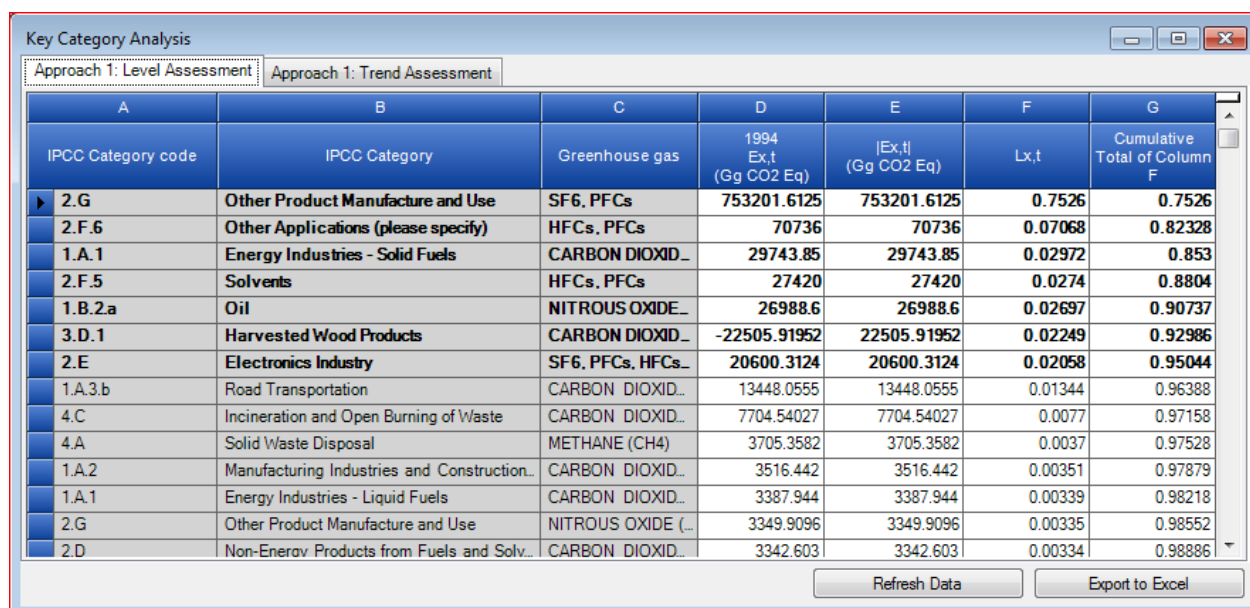 Key Category Analysis
Approach 1: Level Assessment Approach 1: Trend Assessment
A B C D E F G
IPCC Category code IPCC Category Greenhouse gas 1994 Ex,t (Gg CO2 Eq) |Ex,t| (Gg CO2 Eq) Lx,t Cumulative Total of Column F
2.G Other Product Manufacture and Use SF6, PFCs 753201.6125 753201.6125 0.7526 0.7526
2.F.6 Other Applications (please specify) HFCs, PFCs 70736 70736 0.07068 0.82328
1.A.1 Energy Industries - Solid Fuels CARBON DIOXID... 29743.85 29743.85 0.02972 0.853
2.F.5 Solvents HFCs, PFCs 27420 27420 0.0274 0.8804
1.B.2.a Oil NITROUS OXIDE... 26988.6 26988.6 0.02697 0.90737
3.D.1 Harvested Wood Products CARBON DIOXID... -22505.91952 22505.91952 0.02249 0.92986
2.E Electronics Industry SF6, PFCs, HFCs... 20600.3124 20600.3124 0.02058 0.95044
1.A.3.b Road Transportation CARBON DIOXID... 13448.0555 13448.0555 0.01344 0.96388
4.C Incineration and Open Burning of Waste CARBON DIOXID... 7704.54027 7704.54027 0.0077 0.97158
4.A Solid Waste Disposal METHANE (CH4) 3705.3582 3705.3582 0.0037 0.97528
1.A.2 Manufacturing Industries and Construction... CARBON DIOXID... 3516.442 3516.442 0.00351 0.97879
1.A.1 Energy Industries - Liquid Fuels CARBON DIOXID... 3387.944 3387.944 0.00339 0.98218
2.G Other Product Manufacture and Use NITROUS OXIDE (... 3349.9096 3349.9096 0.00335 0.98552
2.D Non-Energy Products from Fuels and Solv... CARBON DIOXID... 3342.603 3342.603 0.00334 0.98886
Refresh Data Export to Excel